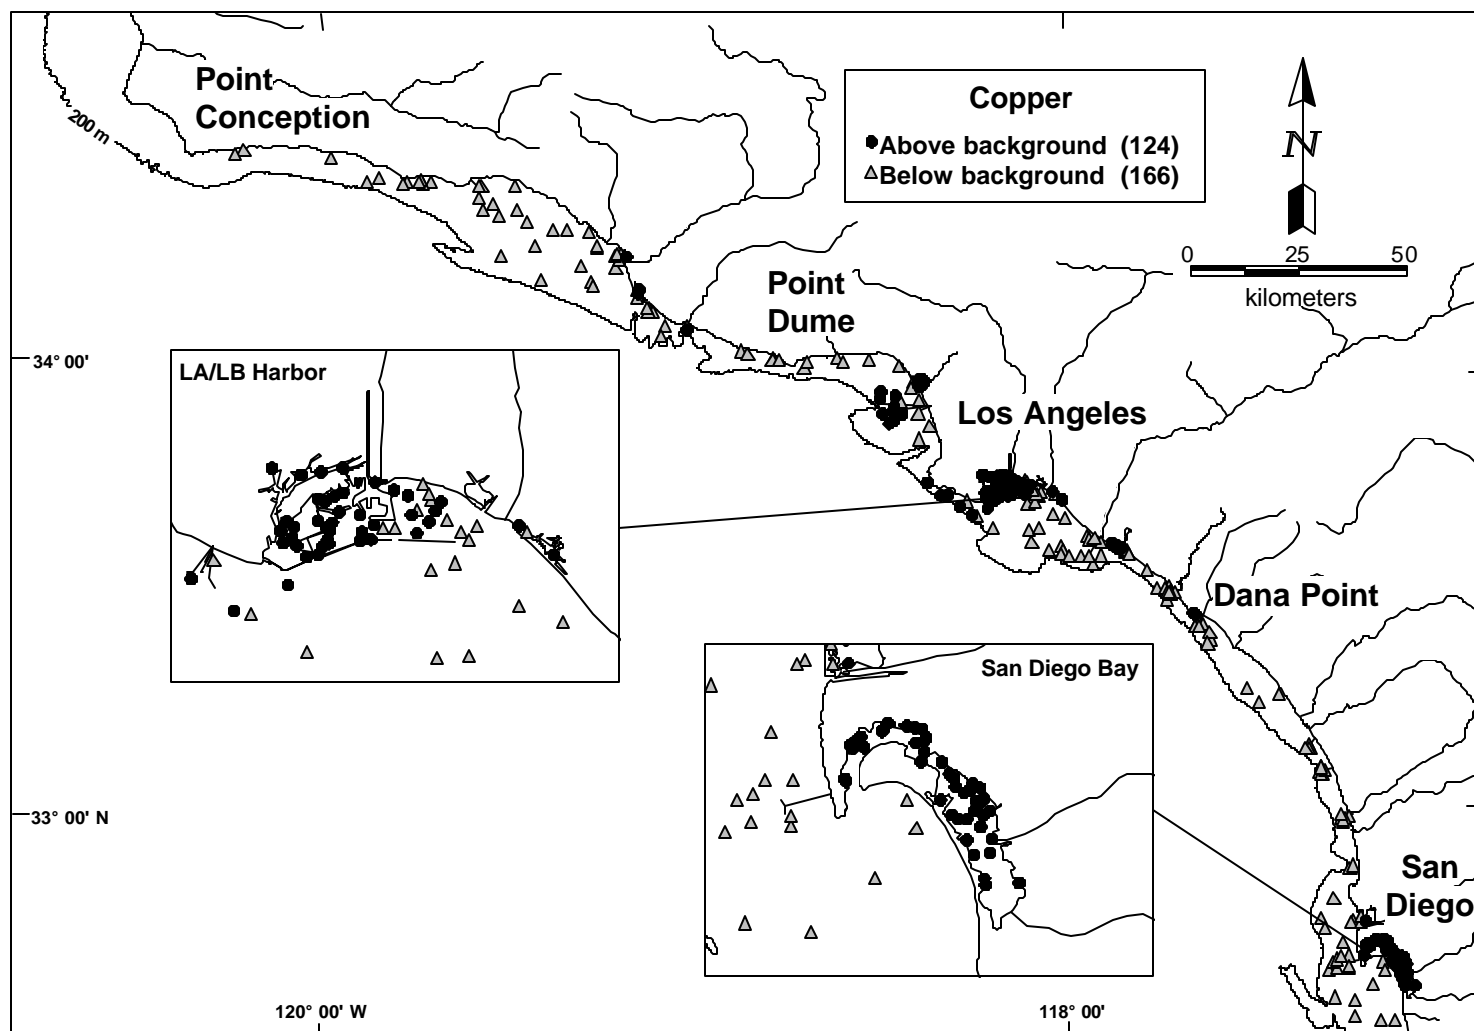 Point
Conception
200 m
Copper
Above background (124)
Below background (166)
N
0 25 50
kilometers
Point
Dume
34° 00'
LA/LB Harbor
Los Angeles
Dana Point
San Diego Bay
33° 00' N
San
Diego
120° 00' W
118° 00'